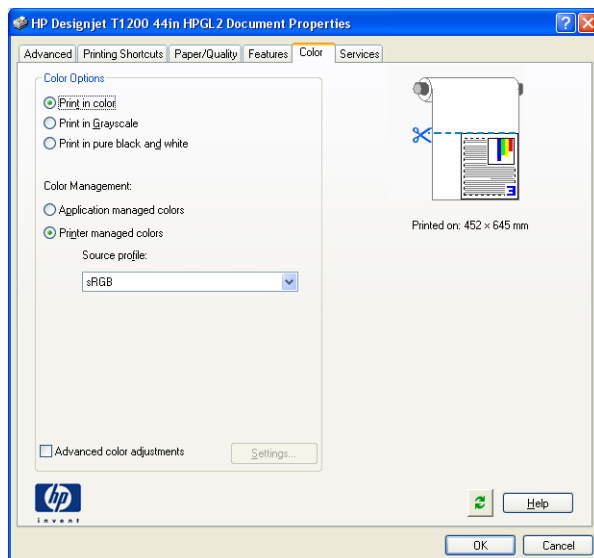 HP Designjet T1200 44in HPGL2 Document Properties
Advanced
Printing Shortcuts
Paper/Quality
Features
Color
Services
Color Options
Print in color
Print in Grayscale
Print in pure black and white
Color Management:
Application managed colors
Printer managed colors
Source profile:
sRGB
Advanced color adjustments
Settings...
3
Printed on: 452 × 645 mm
hp
invent
Help
OK
Cancel